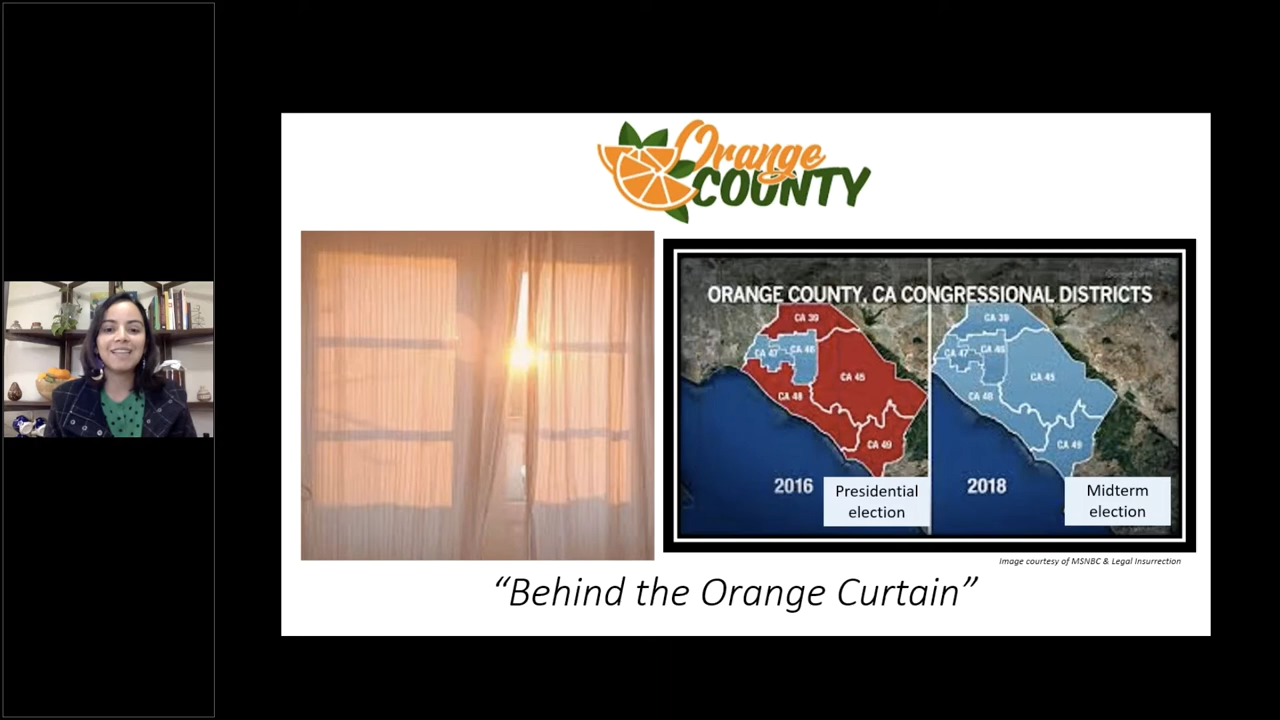 Orange
COUNTY
ORANGE COUNTY, CA CONGRESSIONAL DISTRICTS
CA 39
CA 47
CA 46
CA 45
CA 48
CA 49
2016
Presidential
election
CA 39
CA 47
CA 46
CA 45
CA 48
CA 49
2018
Midterm
election
Image courtesy of MSNBC & Legal Insurrection
“Behind the Orange Curtain”